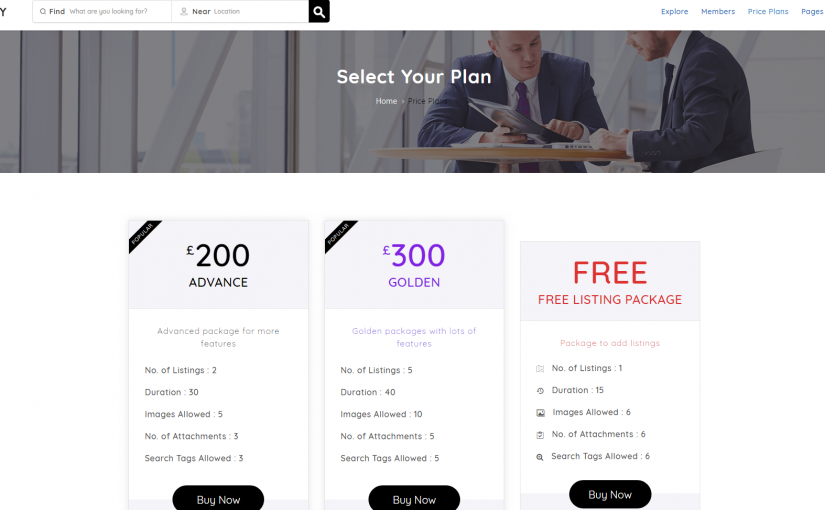 Y
Find What are you looking for?
Near Location
Explore Members Price Plans Pages
Select Your Plan
Home › Price Plans
POPULAR
£200
ADVANCE
Advanced package for more
features
No. of Listings : 2
Duration : 30
Images Allowed : 5
No. of Attachments : 3
Search Tags Allowed : 3
Buy Now
POPULAR
£300
GOLDEN
Golden packages with lots of
features
No. of Listings : 5
Duration : 40
Images Allowed : 10
No. of Attachments : 5
Search Tags Allowed : 5
Buy Now
FREE
FREE LISTING PACKAGE
Package to add listings
No. of Listings : 1
Duration : 15
Images Allowed : 6
No. of Attachments : 6
Search Tags Allowed : 6
Buy Now